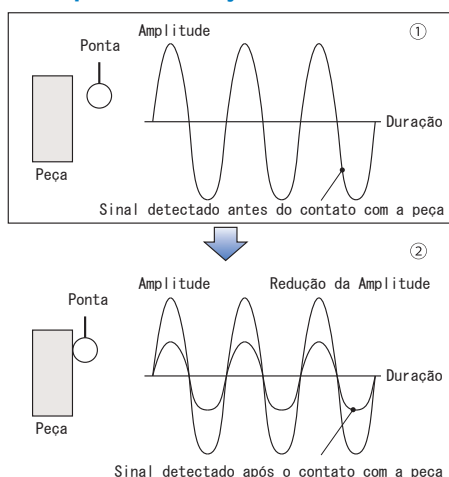 Amplitude
①
Ponta
Duração
Peça
Sinal detectado antes do contato com a peça
②
Amplitude Redução da Amplitude
Ponta
Duração
Peça
Sinal detectado após o contato com a peça